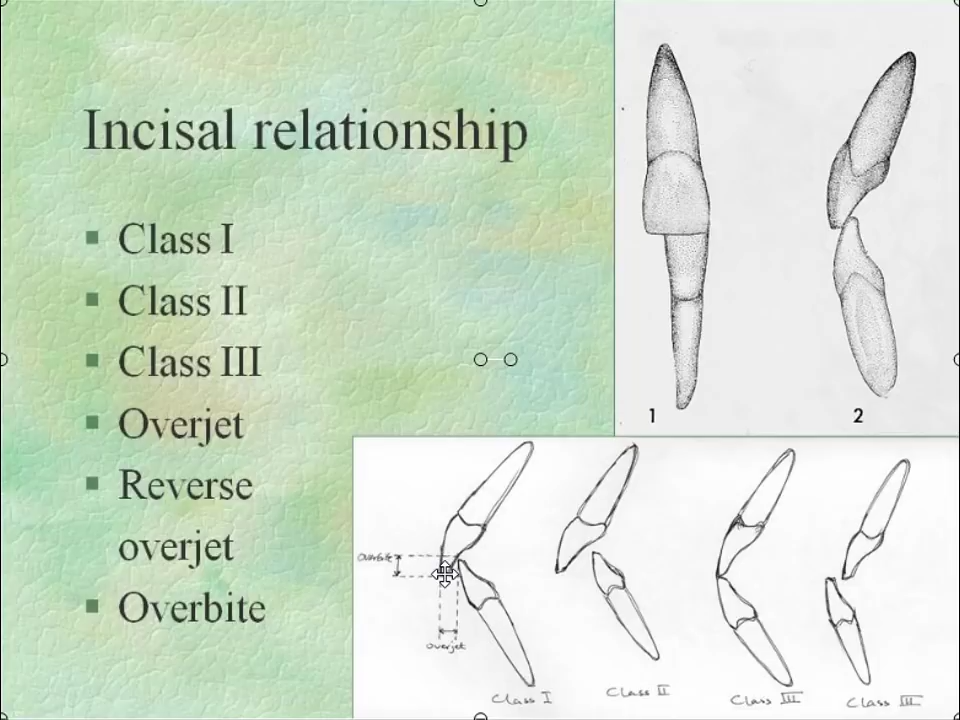 Incisal relationship
Class I
Class II
Class III
Overjet
Reverse
overjet
Overbite
1
2
Overbite
Overjet
Class I
Class II
Class III
Class III